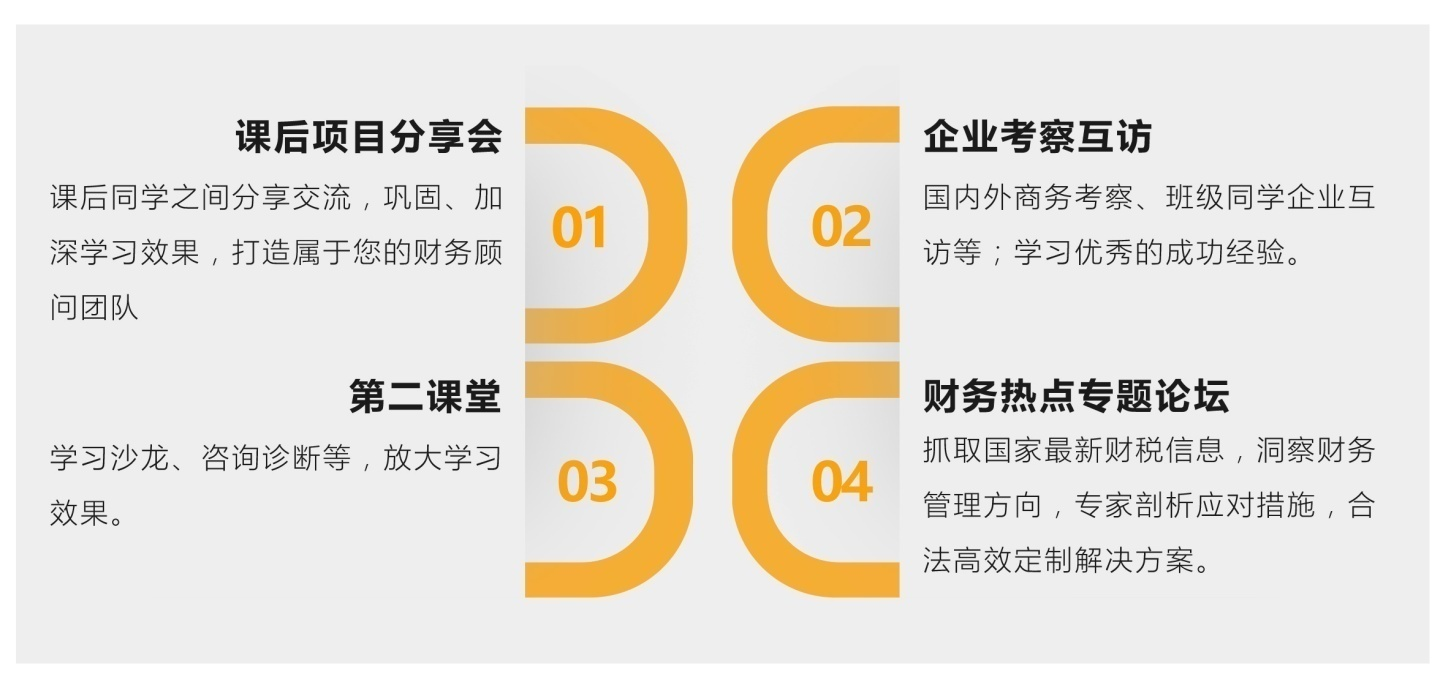 课后项目分享会
课后同学之间分享交流，巩固、加
深学习效果，打造属于您的财务顾
问团队
01
02
企业考察互访
国内外商务考察、班级同学企业互
访等；学习优秀的成功经验。
第二课堂
学习沙龙、咨询诊断等，放大学习
效果。
03
04
财务热点专题论坛
抓取国家最新财税信息，洞察财务
管理方向，专家剖析应对措施，合
法高效定制解决方案。